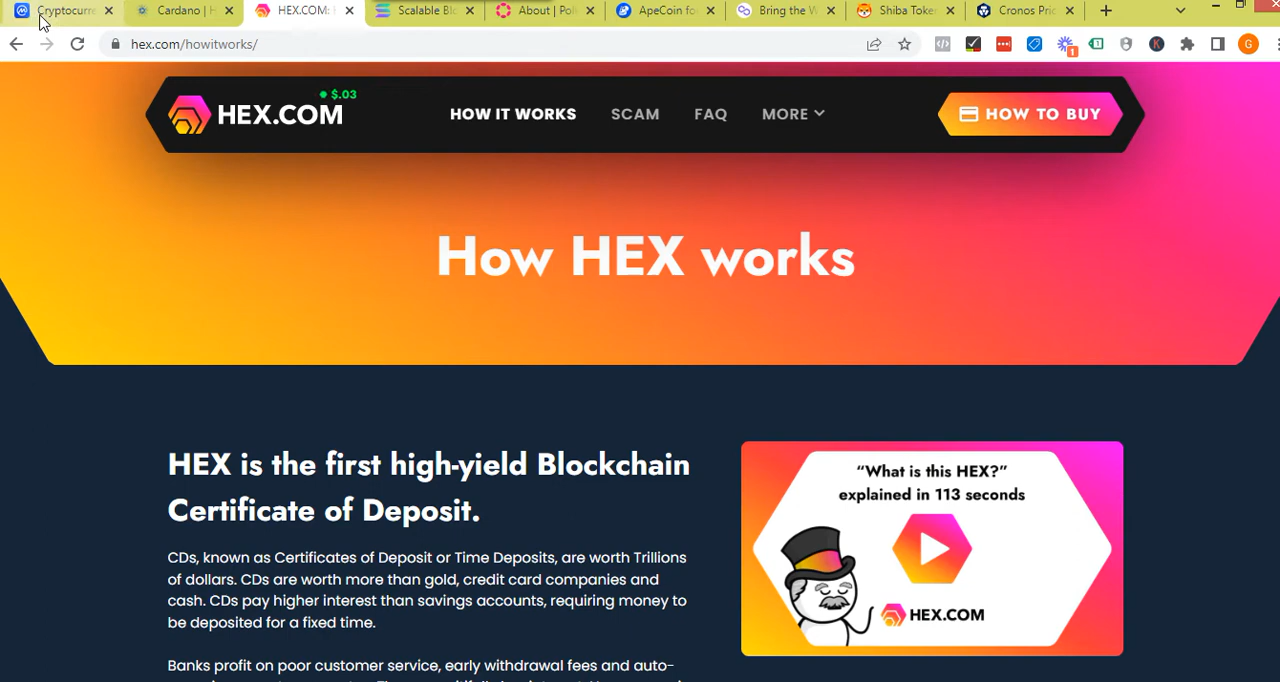 Cryptocurre
Cardano | H
HEX.COM:
Scalable Blo
About | Pol
ApeCoin fo
Bring the W
Shiba Token
Cronos Pric
hex.com/howitworks/
1
K
G
$.03
HEX.COM
HOW IT WORKS
SCAM
FAQ
MORE
HOW TO BUY
How HEX works
HEX is the first high-yield Blockchain
Certificate of Deposit.
CDs, known as Certificates of Deposit or Time Deposits, are worth Trillions
of dollars. CDs are worth more than gold, credit card companies and
cash. CDs pay higher interest than savings accounts, requiring money to
be deposited for a fixed time.
Banks profit on poor customer service, early withdrawal fees and auto-
“What is this HEX?”
explained in 113 seconds
HEX.COM